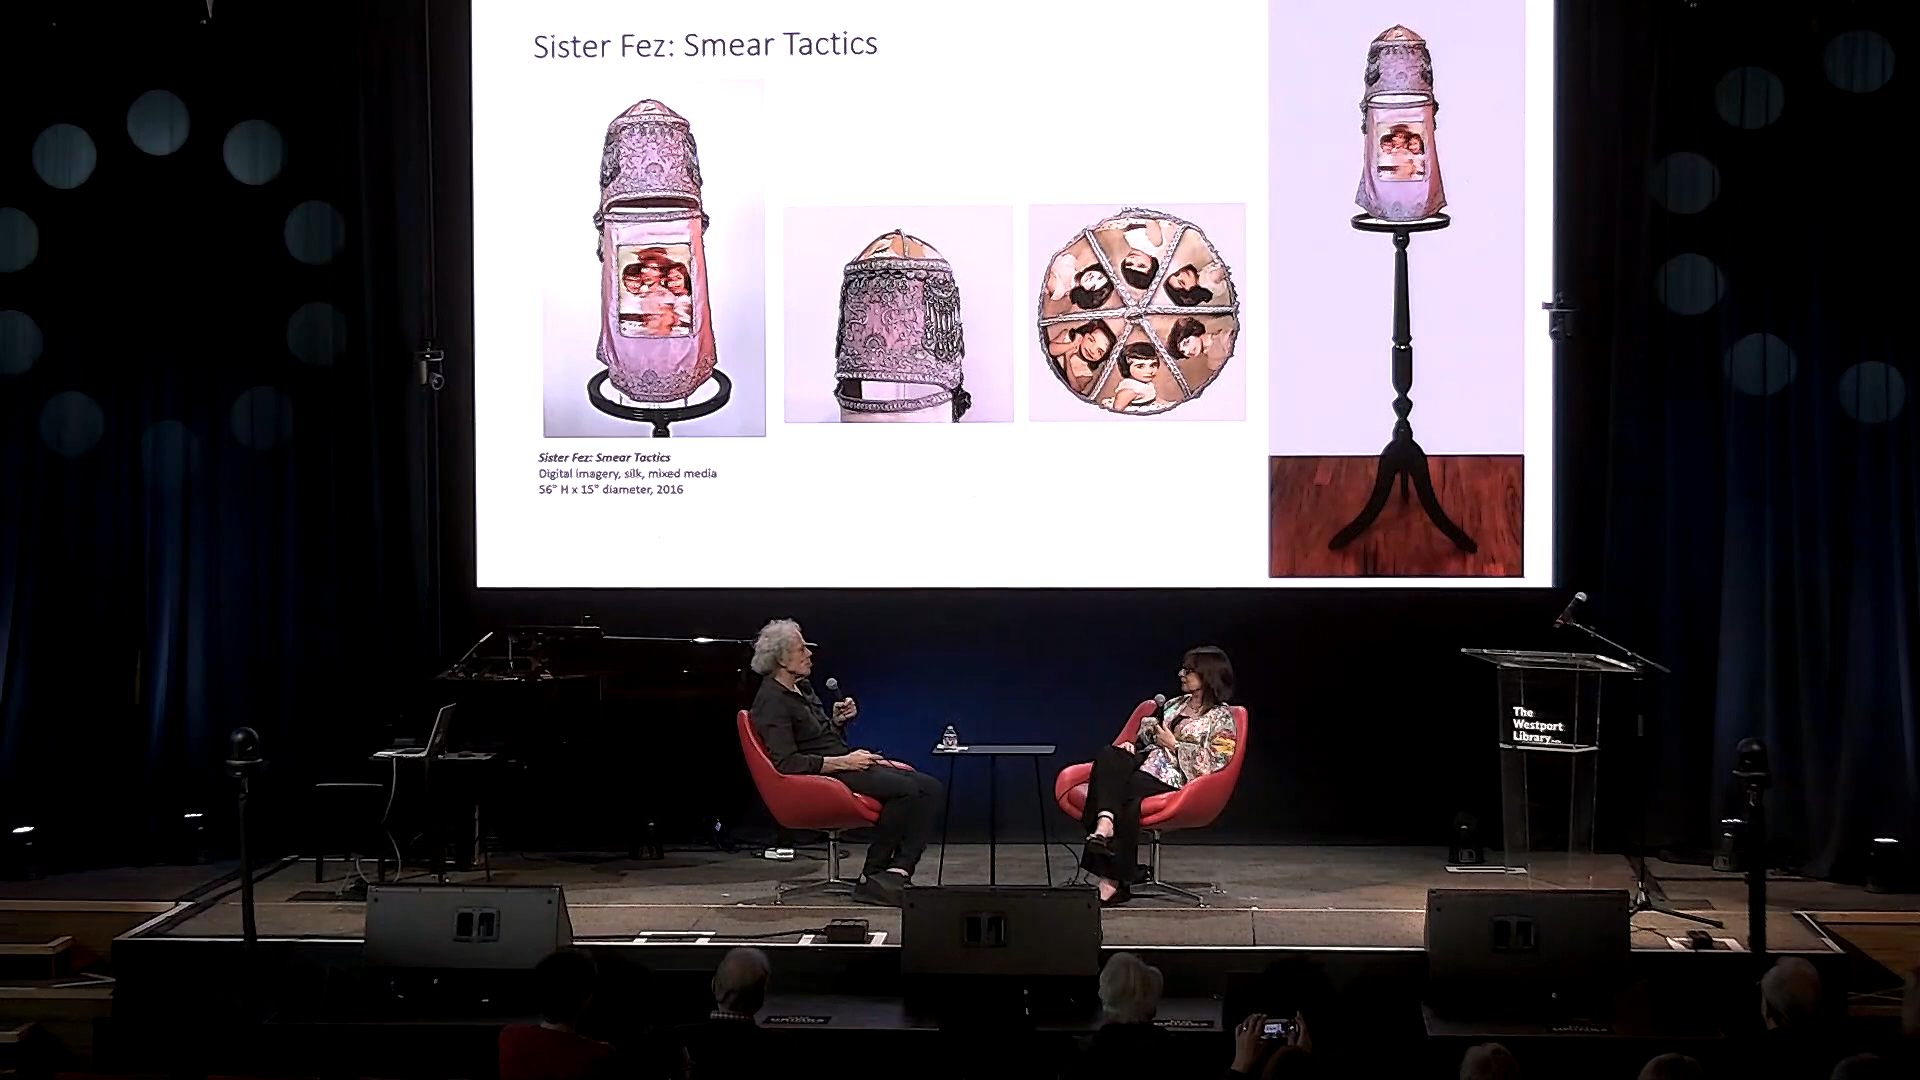 Sister Fez: Smear Tactics
Sister Fez: Smear Tactics
Digital imagery, silk, mixed media
56" H x 15" diameter, 2016
The
Westport
Library